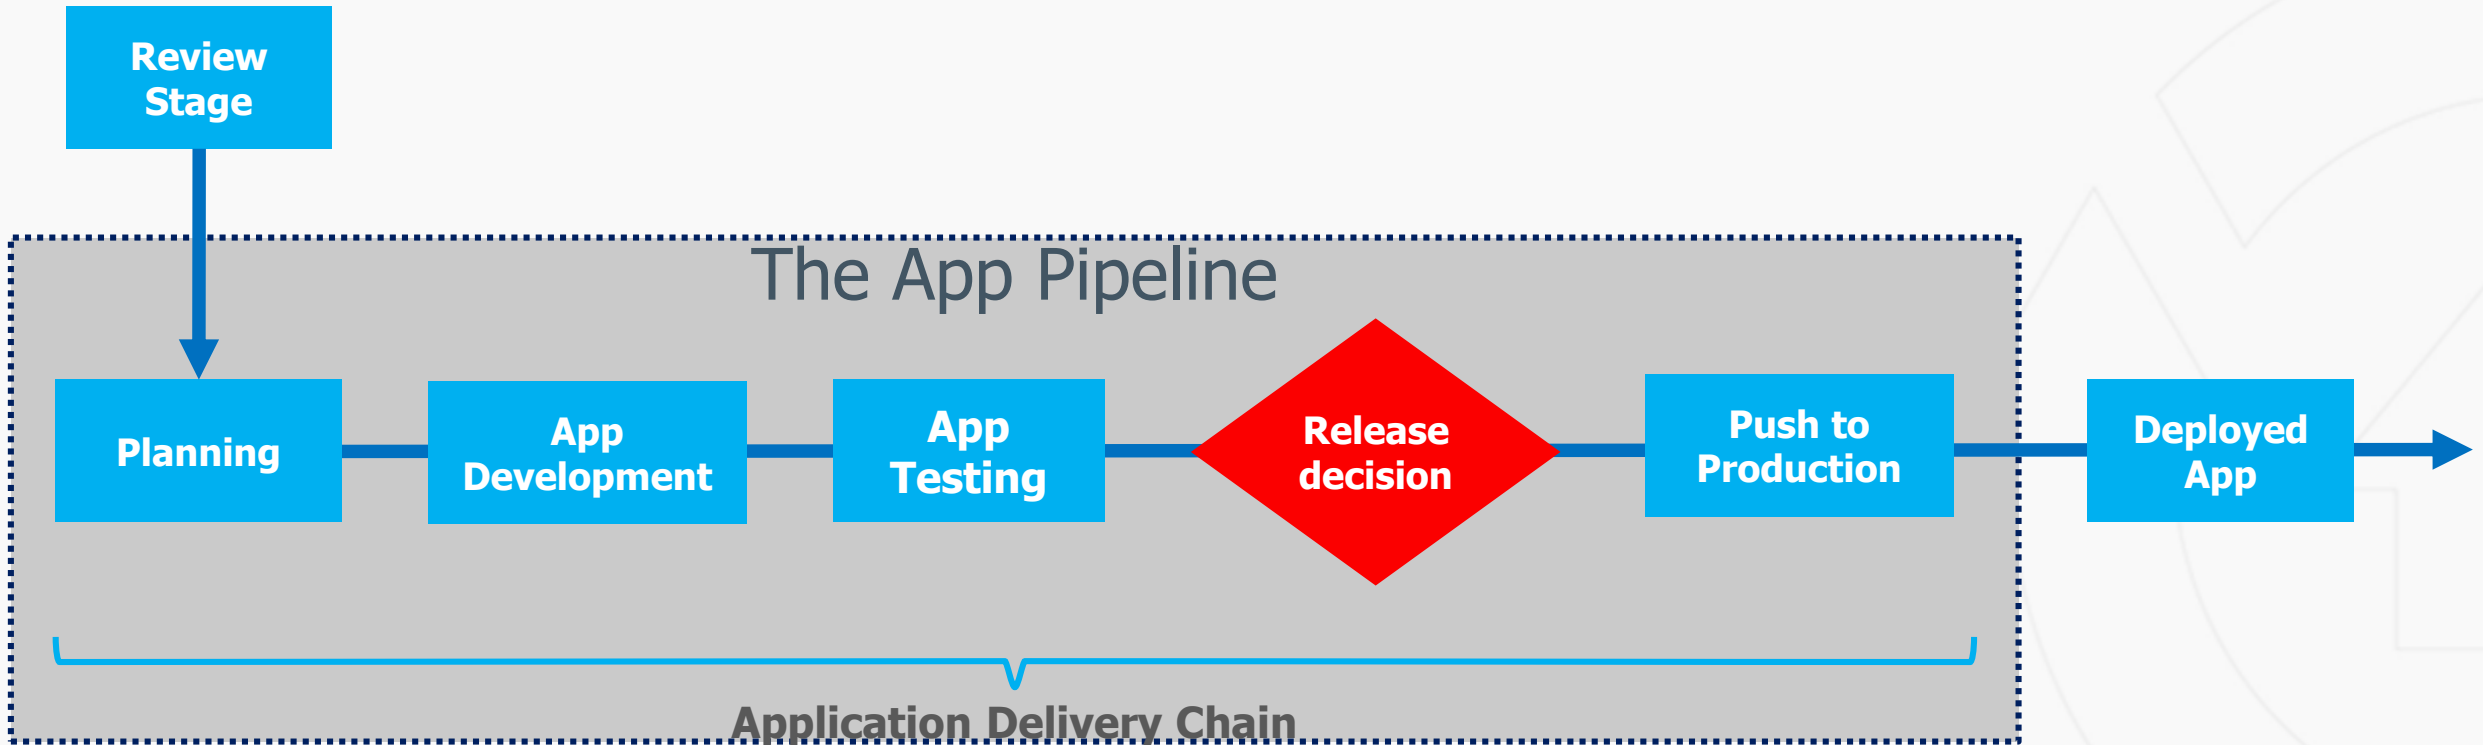 Review
Stage
The App Pipeline
Planning
App
Development
App
Testing
Release
decision
Push to
Production
Deployed
App
Application Delivery Chain